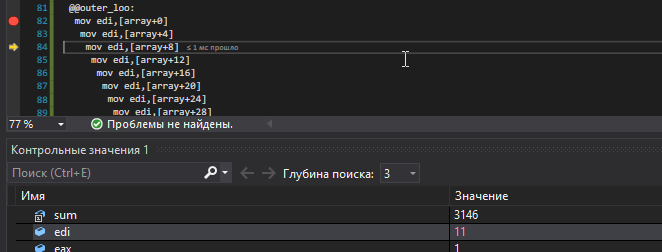 81 @@outer_loo:
82 mov edi,[array+0]
83 mov edi,[array+4]
84 mov edi,[array+8] ≤ 1 мс прошло
85 mov edi,[array+12]
86 mov edi,[array+16]
87 mov edi,[array+20]
88 mov edi,[array+24]
89 mov edi,[array+28]
77 % Проблемы не найдены.
Контрольные значения 1
Поиск (Ctrl+E) Глубина поиска: 3
Имя Значение
sum 3146
edi 11
eax 1